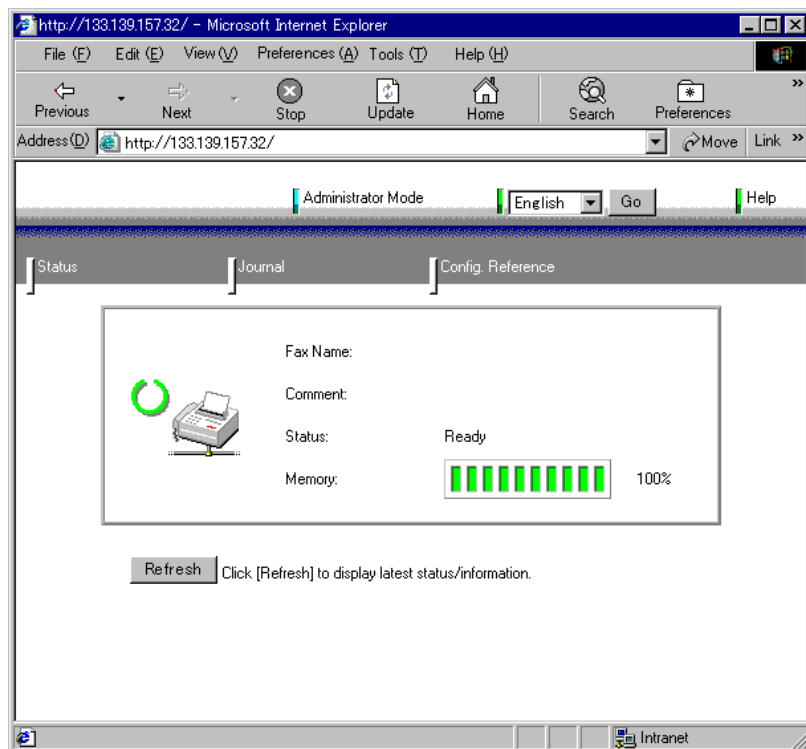 http://133.139.157.32/ - Microsoft Internet Explorer
File (F) Edit (E) View (V) Preferences (A) Tools (T) Help (H)
Previous Next Stop Update Home Search Preferences »
Address (D) http://133.139.157.32/ Move Link »
Administrator Mode English Go Help
Status Journal Config. Reference
Fax Name:
Comment:
Status: Ready
Memory: 100%
Refresh Click [Refresh] to display latest status/information.
Intranet